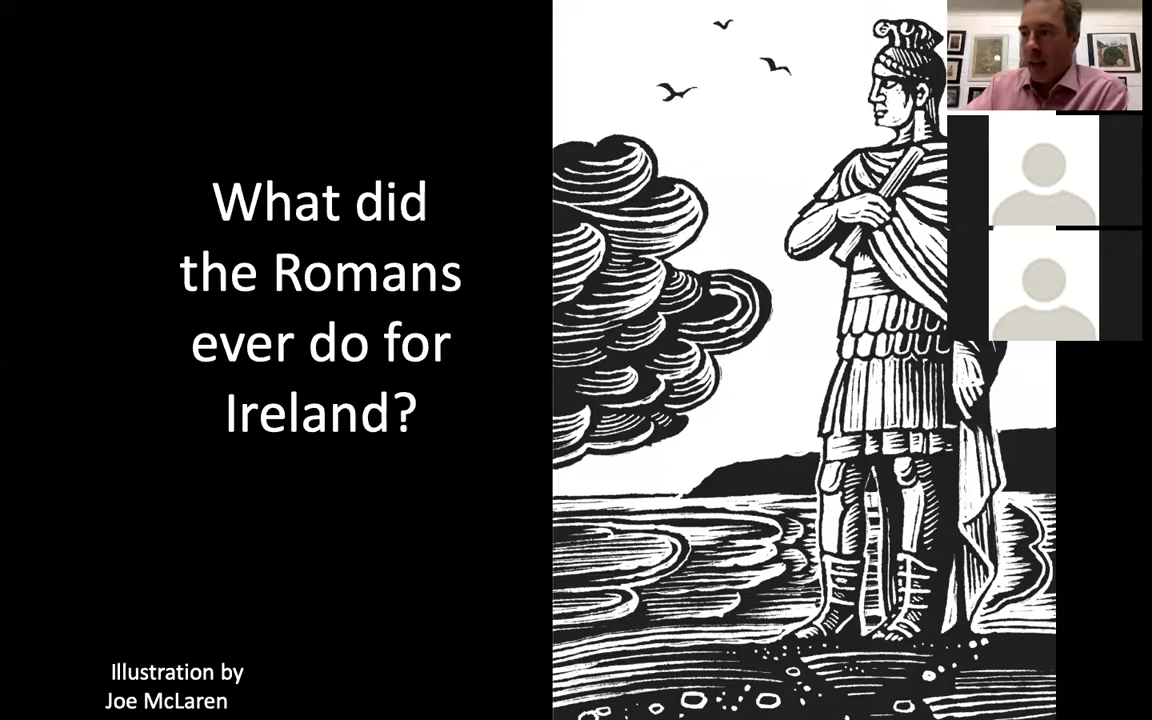 What did
the Romans
ever do for
Ireland?
Illustration by
Joe McLaren